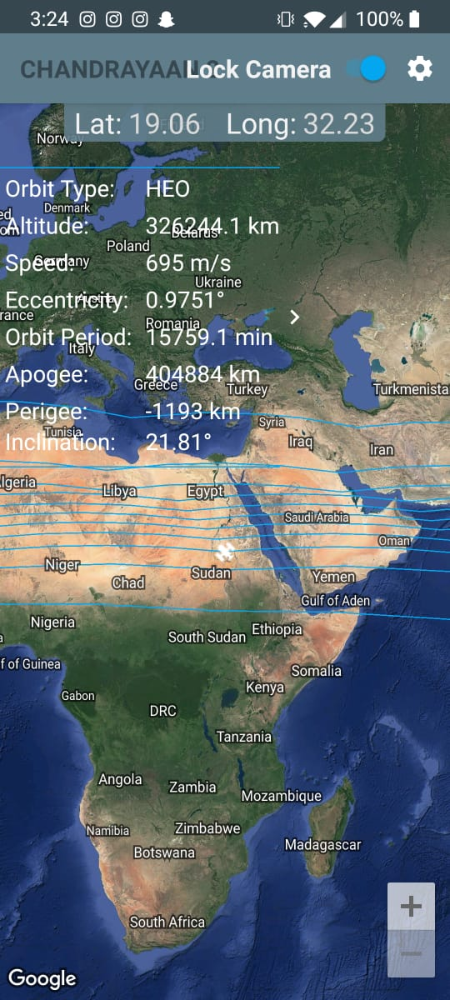 3:24 100%
CHANDRAYAAN 2 Lock Camera
Lat: 19.06 Long: 32.23
Norway
Orbit Type: HEO
Denmark
Altitude: 326244.1 km
Belarus
Poland
Germany
Speed: 695 m/s
Ukraine
Austria
Eccentricity: 0.9751°
rance
Romania
Orbit Period: 15759.1 min
Italy
Apogee: 404884 km
Greece
Turkey
Turkmenista
Perigee: -1193 km
Syria
Tunisia
Inclination: 21.81°
Iraq
Iran
lgeria
Libya
Egypt
Saudi Arabia
Oman
Niger
Chad
Sudan
Yemen
Gulf of Aden
Nigeria
South Sudan
Ethiopia
f of Guinea
Somalia
Kenya
Gabon
DRC
Tanzania
Angola
Zambia
Mozambique
Namibia
Zimbabwe
Botswana
Madagascar
South Africa
+
−
Google